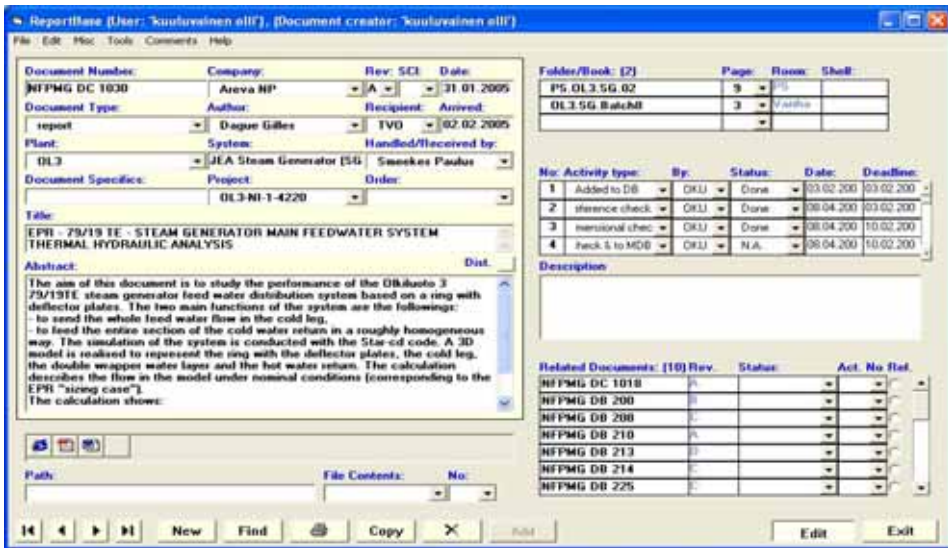 ReportBase (User: 'kuuluvainen olli'), (Document creator: 'kuuluvainen olli')
File Edit Misc Tools Comments Help
Document Number: Company: Rev: SCI: Date:
NFPMG DC 1030 Areva NP A 31.01.2005
Document Type: Author: Recipient: Arrived:
report Dague Gilles TVO 02.02.2005
Plant: System: Handled/Received by:
OL3 JEA Steam Generator (SG Smeekes Paulus
Document Specifics: Project: Order:
OL3-NI-1-4220
Title:
EPR - 79/19 TE - STEAM GENERATOR MAIN FEEDWATER SYSTEM
THERMAL HYDRAULIC ANALYSIS
Abstract: Dist.
The aim of this document is to study the performance of the Olkiluoto 3
79/19TE steam generator feed water distribution system based on a ring with
deflector plates. The two main functions of the system are the followings:
- to send the whole feed water flow in the cold leg,
- to feed the entire section of the cold water return in a roughly homogeneous
way. The simulation of the system is conducted with the Star-cd code. A 3D
model is realised to represent the ring with the deflector plates, the cold leg,
the double wrapper water layer and the hot water return. The calculation
describes the flow in the model under nominal conditions (corresponding to the
EPR "sizing case").
The calculation shows:
Path: File Contents: No:
New Find Copy Add
Folder/Book: (2) Page: Room: Shelf:
PS.OL3.SG.02 9 PS
OL3.SG.Batch8 3 Vanha
No: Activity type: By: Status: Date: Deadline:
1 Added to DB OKU Done 03.02.200 03.02.200
2 sference check OKU Done 08.04.200 03.02.200
3 mensional chec OKU Done 08.04.200 10.02.200
4 heck & to MDB OKU N.A. 08.04.200 10.02.200
Description
Related Documents: (10) Rev. Status: Act. No Ref.
NFPMG DC 1018 A
NFPMG DB 200 B
NFPMG DB 208 C
NFPMG DB 210 A
NFPMG DB 213 D
NFPMG DB 214 C
NFPMG DB 225 C
Edit Exit